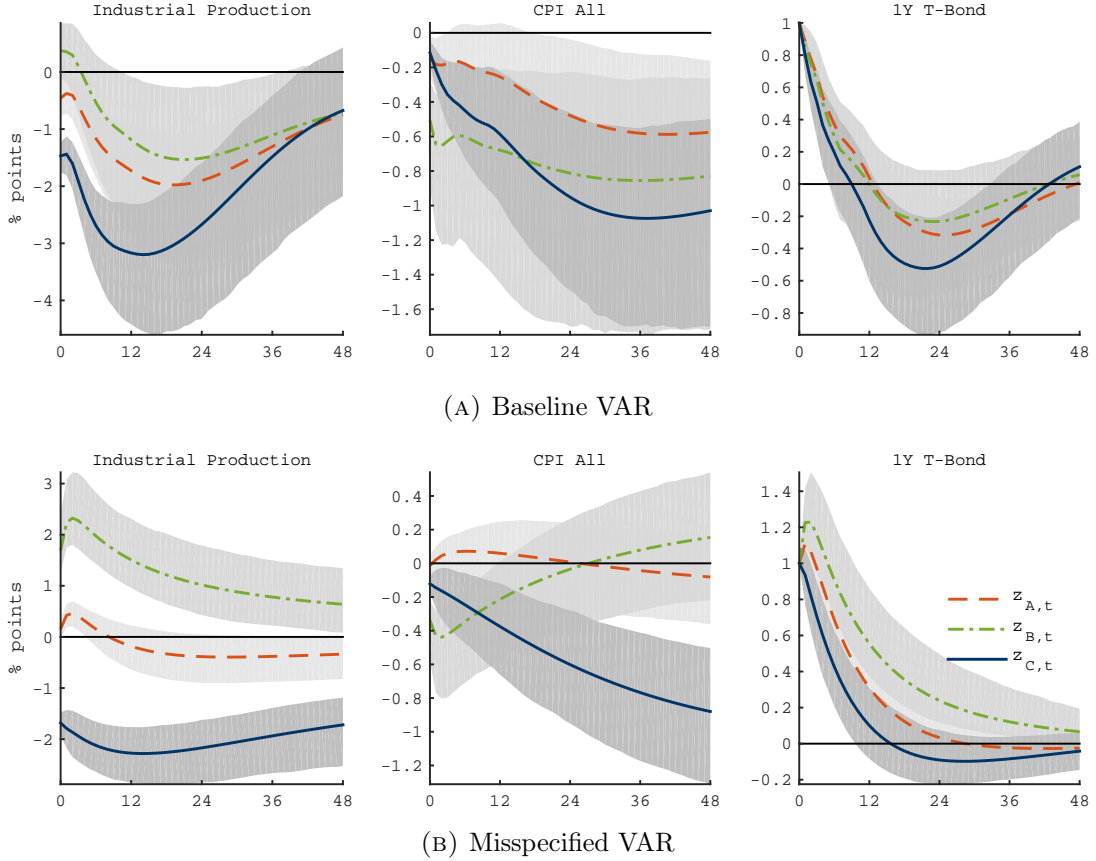 Industrial Production CPI All 1Y T-Bond
% points
0 -1 -2 -3 -4
0 12 24 36 48
0 -0.2 -0.4 -0.6 -0.8 -1 -1.2 -1.4 -1.6
0 12 24 36 48
1 0.8 0.6 0.4 0.2 0 -0.2 -0.4 -0.6 -0.8
0 12 24 36 48
(A) Baseline VAR
Industrial Production CPI All 1Y T-Bond
% points
3 2 1 0 -1 -2
0 12 24 36 48
0.4 0.2 0 -0.2 -0.4 -0.6 -0.8 -1 -1.2
0 12 24 36 48
1.4 1.2 1 0.8 0.6 0.4 0.2 0 -0.2
0 12 24 36 48
z_{A,t}
z_{B,t}
z_{C,t}
(B) Misspecified VAR